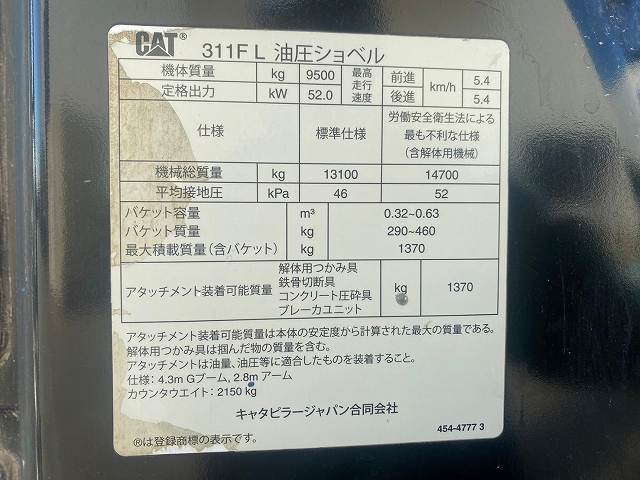 CAT® 311F L 油圧ショベル
機体質量 kg 9500 最高走行速度 前進 km/h 5.4
定格出力 kW 52.0 後進 5.4
仕様 標準仕様 労働安全衛生法による最も不利な仕様(含解体用機械)
機械総質量 kg 13100 14700
平均接地圧 kPa 46 52
バケット容量 m³ 0.32~0.63
バケット質量 kg 290~460
最大積載質量(含バケット) kg 1370
アタッチメント装着可能質量 解体用つかみ具 鉄骨切断具 コンクリート圧砕具 ブレーカユニット kg 1370
アタッチメント装着可能質量は本体の安定度から計算された最大の質量である。
解体用つかみ具は掴んだ物の質量を含む。
アタッチメントは油量、油圧等に適合したものを装着すること。
仕様:4.3m Gブーム, 2.8m アーム
カウンタウエイト:2150 kg
キャタピラージャパン合同会社
®は登録商標の表示です。
454-4777 3